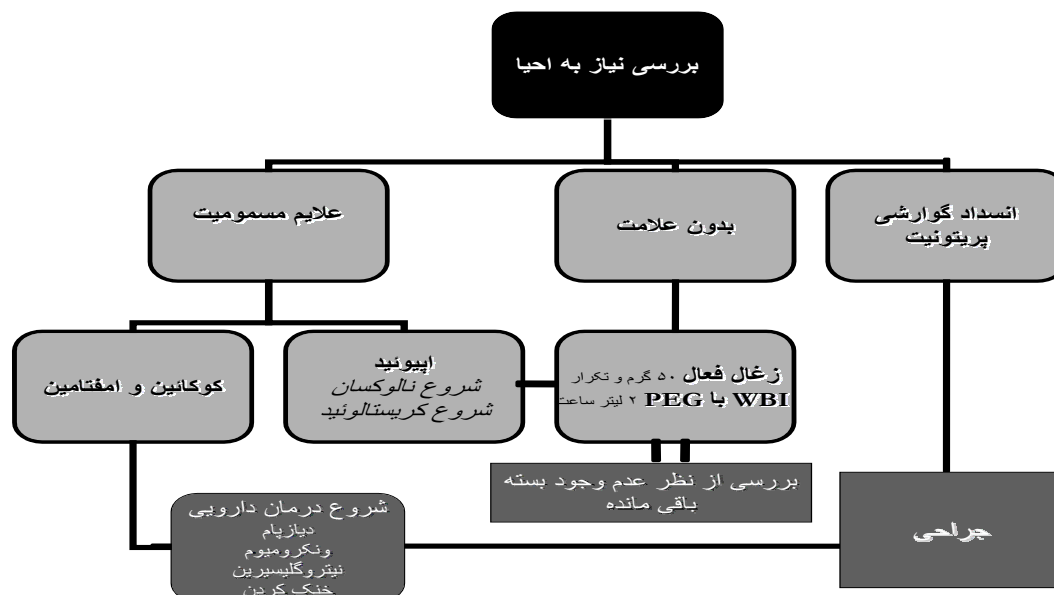 بررسی نیاز به احیا
انسداد گوارشی
پریتونیت
بدون علامت
علایم مسمومیت
زغال فعال ۵۰ گرم و تکرار
WBI با PEG ۲ لیتر ساعت
اپیوئید
شروع نالوکسان
شروع کریستالوئید
کوکائین و امفتامین
بررسی از نظر عدم وجود بسته
باقی مانده
جراحی
شروع درمان دارویی
دیازپام
ونکرومیوم
نیتروگلیسیرین
خنک کردن